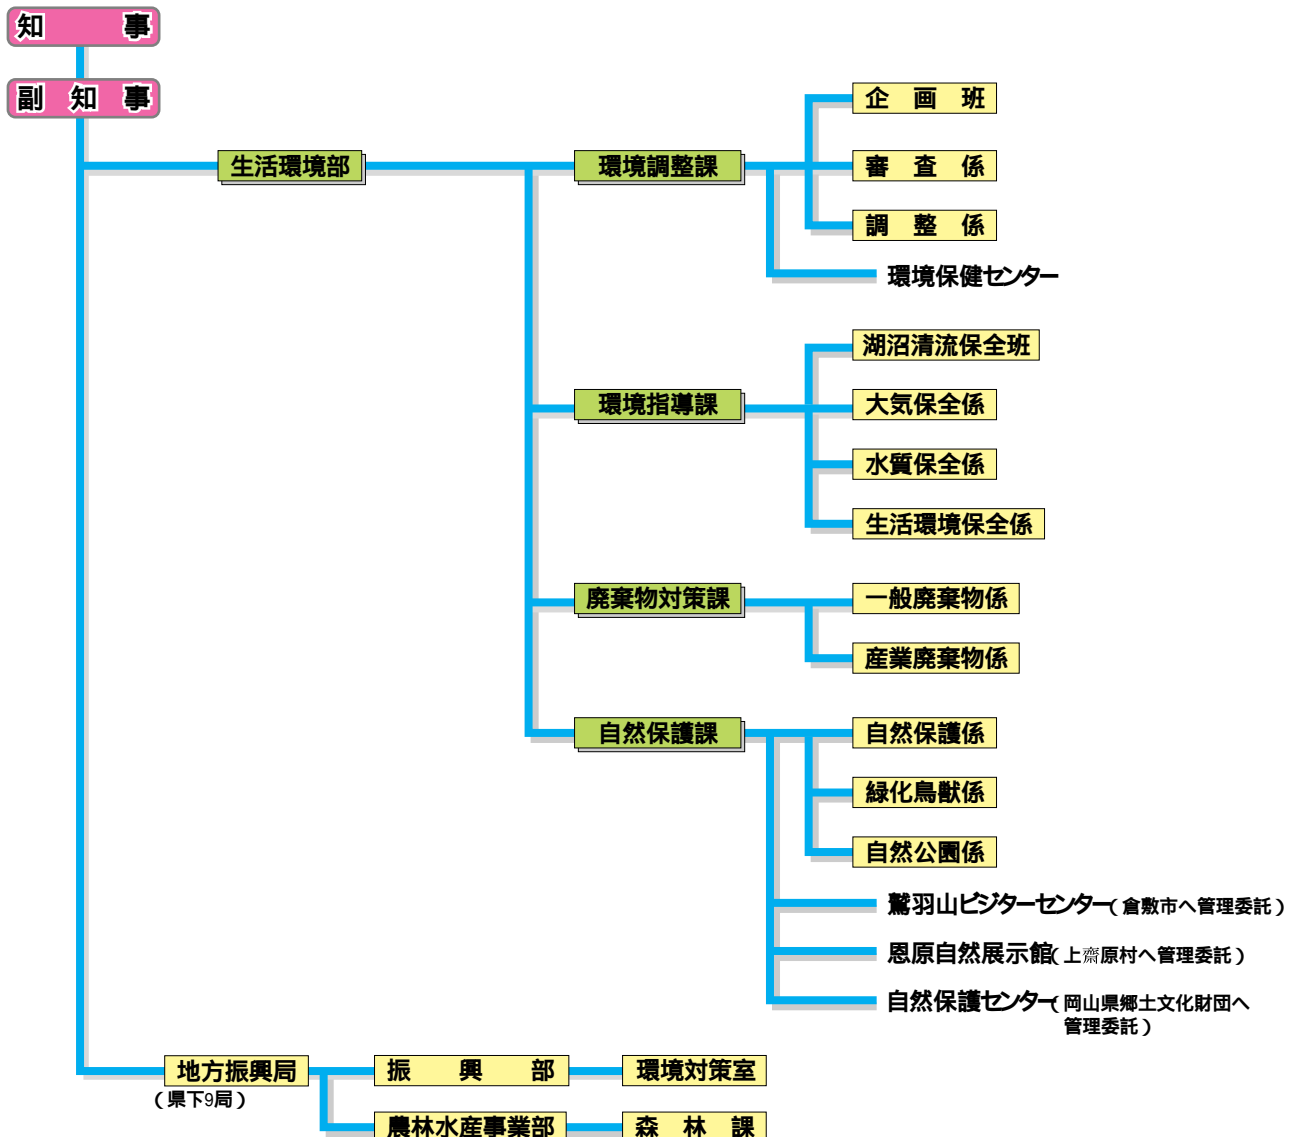 知事
副知事
生活環境部
環境調整課
企画班
審査係
調整係
環境保健センター
環境指導課
湖沼清流保全班
大気保全係
水質保全係
生活環境保全係
廃棄物対策課
一般廃棄物係
産業廃棄物係
自然保護課
自然保護係
緑化鳥獣係
自然公園係
鷲羽山ビジターセンター(倉敷市へ管理委託)
恩原自然展示館(上齋原村へ管理委託)
自然保護センター(岡山県郷土文化財団へ
管理委託)
地方振興局
(県下9局)
振興部
環境対策室
農林水産事業部
森林課